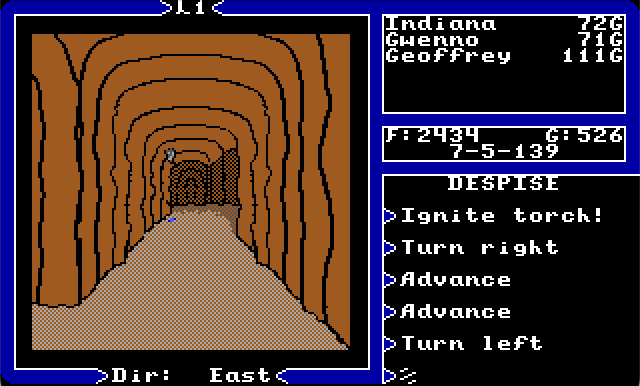 L1
Indiana 72G
Gwenno 71G
Geoffrey 111G
F:2434 G:526
7-5-139
DESPISE
Ignite torch!
Turn right
Advance
Advance
Turn left
Dir: East